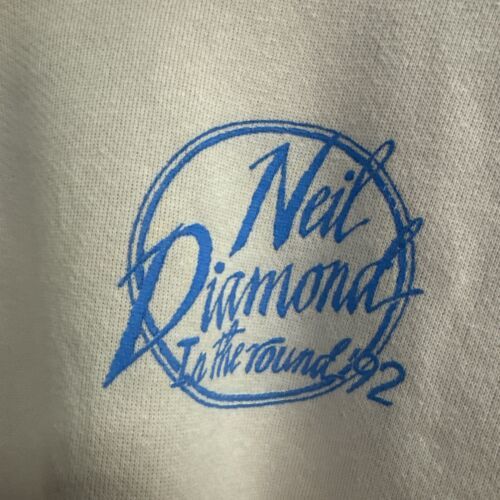 Neil
Diamond
In the round '92